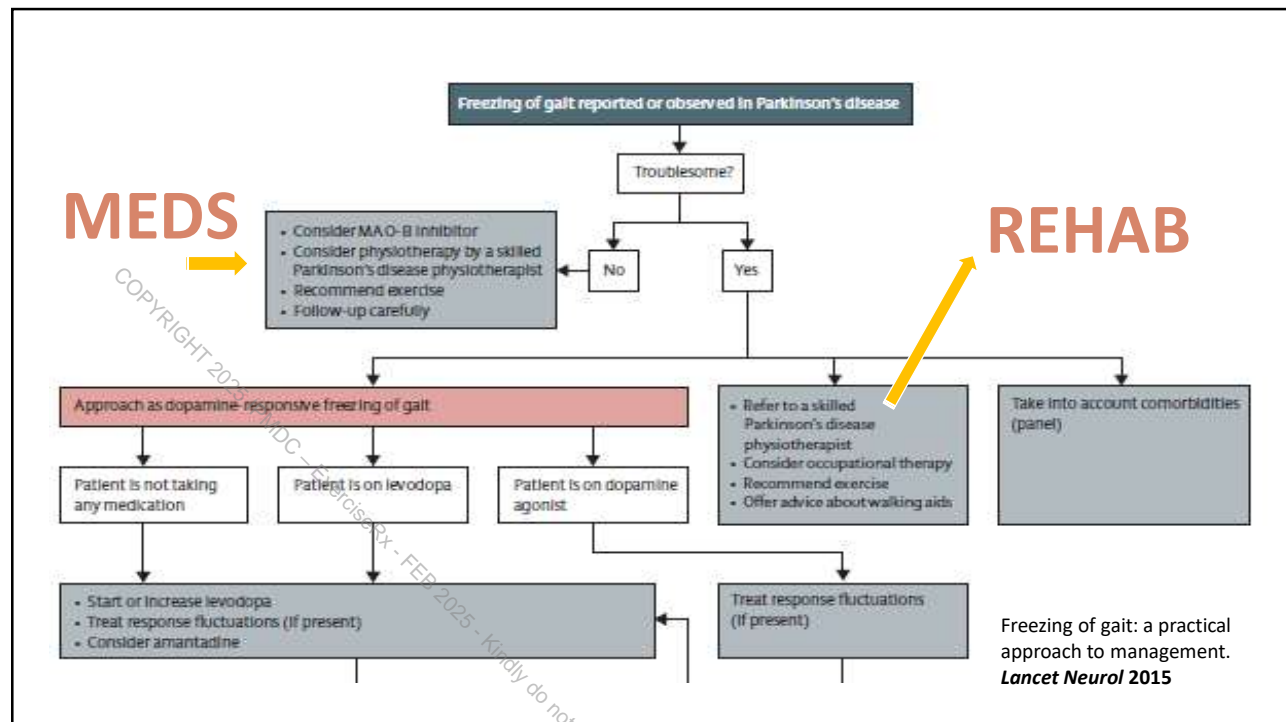 Freezing of gait reported or observed in Parkinson's disease
Troublesome?
MEDS
• Consider MAO-B inhibitor
• Consider physiotherapy by a skilled
Parkinson's disease physiotherapist
• Recommend exercise
• Follow-up carefully
No
Yes
REHAB
Approach as dopamine-responsive freezing of gait
• Refer to a skilled
Parkinson's disease
physiotherapist
• Consider occupational therapy
• Recommend exercise
• Offer advice about walking aids
Take into account comorbidities
(panel)
Patient is not taking
any medication
Patient is on levodopa
Patient is on dopamine
agonist
• Start or increase levodopa
• Treat response fluctuations (if present)
• Consider amantadine
Treat response fluctuations
(if present)
Freezing of gait: a practical
approach to management.
Lancet Neurol 2015
COPYRIGHT 2025 - MDC – ExerciseRx - FEB 2025 - Kindly do not